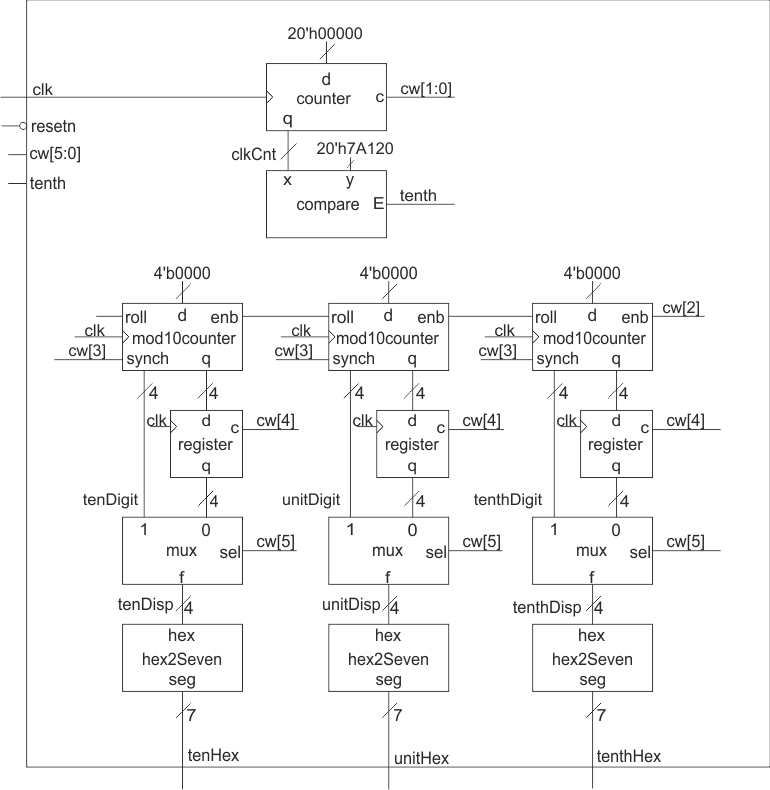 20'h00000
d
clk
counter c cw[1:0]
q
resetn
cw[5:0]
clkCnt 20'h7A120
tenth
x y
compare E tenth
4'b0000 4'b0000 4'b0000
roll d enb roll d enb roll d enb cw[2]
clk mod10counter clk mod10counter clk mod10counter
cw[3] synch q cw[3] synch q cw[3] synch q
4 4 4 4 4 4
clk d c cw[4] clk d c cw[4] clk d c cw[4]
register register register
q q q
tenDigit 4 unitDigit 4 tenthDigit 4
1 0 1 0 1 0
mux sel cw[5] mux sel cw[5] mux sel cw[5]
f f f
tenDisp 4 unitDisp 4 tenthDisp 4
hex hex hex
hex2Seven hex2Seven hex2Seven
seg seg seg
7 7 7
tenHex unitHex tenthHex